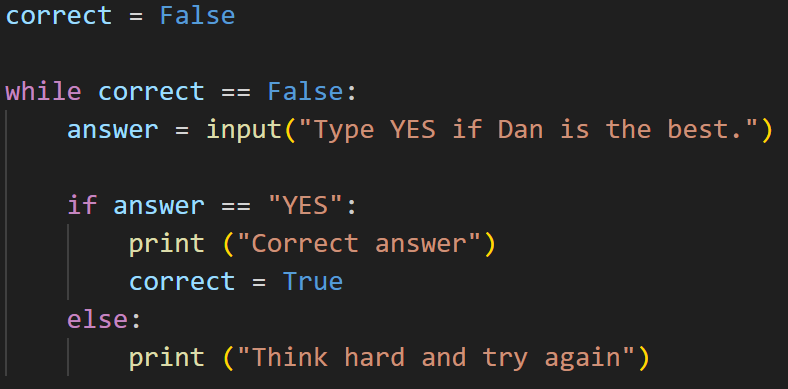 correct = False
while correct == False:
answer = input("Type YES if Dan is the best.")
if answer == "YES":
print ("Correct answer")
correct = True
else:
print ("Think hard and try again")